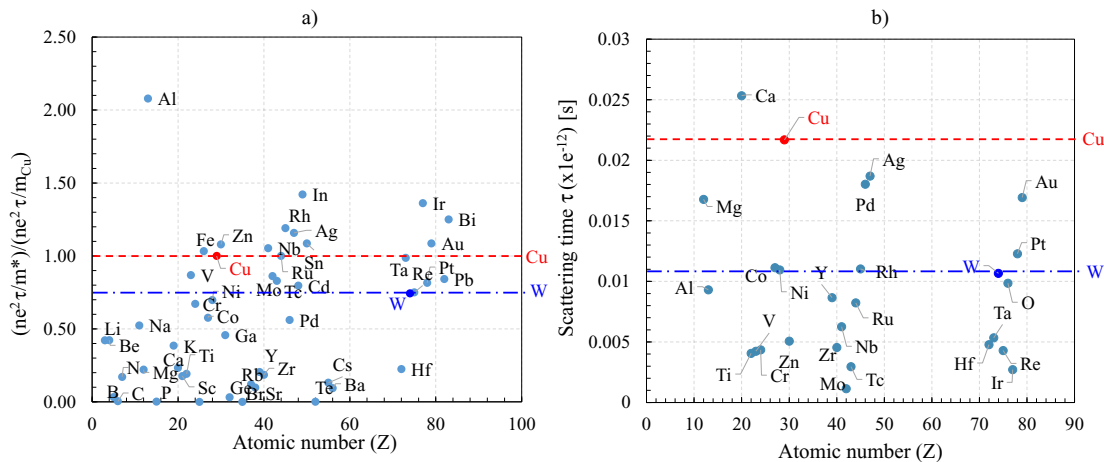 a)
(ne² τ/m*)/(ne² τ/m_Cu)
2.50
2.00
1.50
1.00
0.50
0.00
0
20
40
60
80
100
Atomic number (Z)
Al
In
Ir
Rh
Bi
Ag
Fe
Zn
Nb
Au
Sn
Cu
Cu
Ta
V
Ru
Re
Pt
Mo
Tc
Cd
Pb
W
W
Ni
Cr
Co
Pd
Na
Ga
Li
Be
K
Ti
Y
Cs
N
Mg
Ca
Rb
Zr
Hf
Sc
Ba
B
C
P
Ge
Br
Sr
Te
b)
Scattering time τ (x1e⁻¹²) [s]
0.03
0.025
0.02
0.015
0.01
0.005
0
0
10
20
30
40
50
60
70
80
90
Atomic number (Z)
Ca
Cu
Cu
Ag
Pd
Mg
Au
Pt
Co
Ni
Y
Rh
W
W
Al
O
Ru
V
Nb
Ta
Ti
Cr
Zn
Zr
Mo
Tc
Hf
Re
Ir